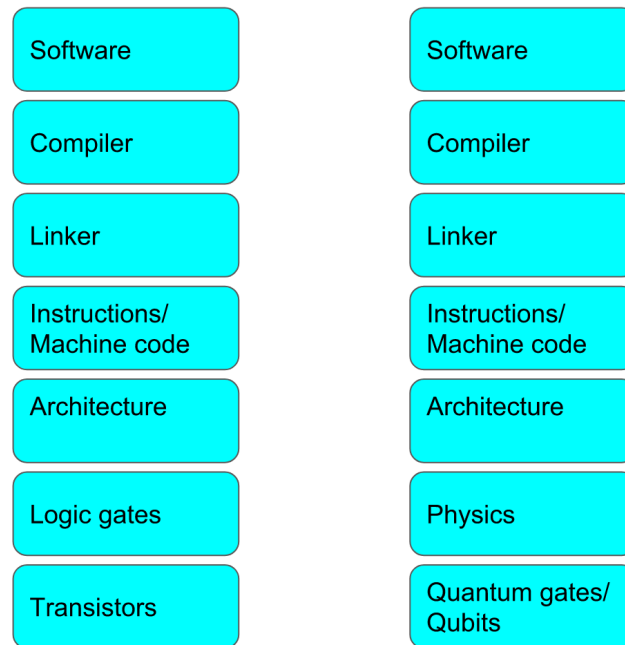 Software
Compiler
Linker
Instructions/
Machine code
Architecture
Logic gates
Transistors
Software
Compiler
Linker
Instructions/
Machine code
Architecture
Physics
Quantum gates/
Qubits